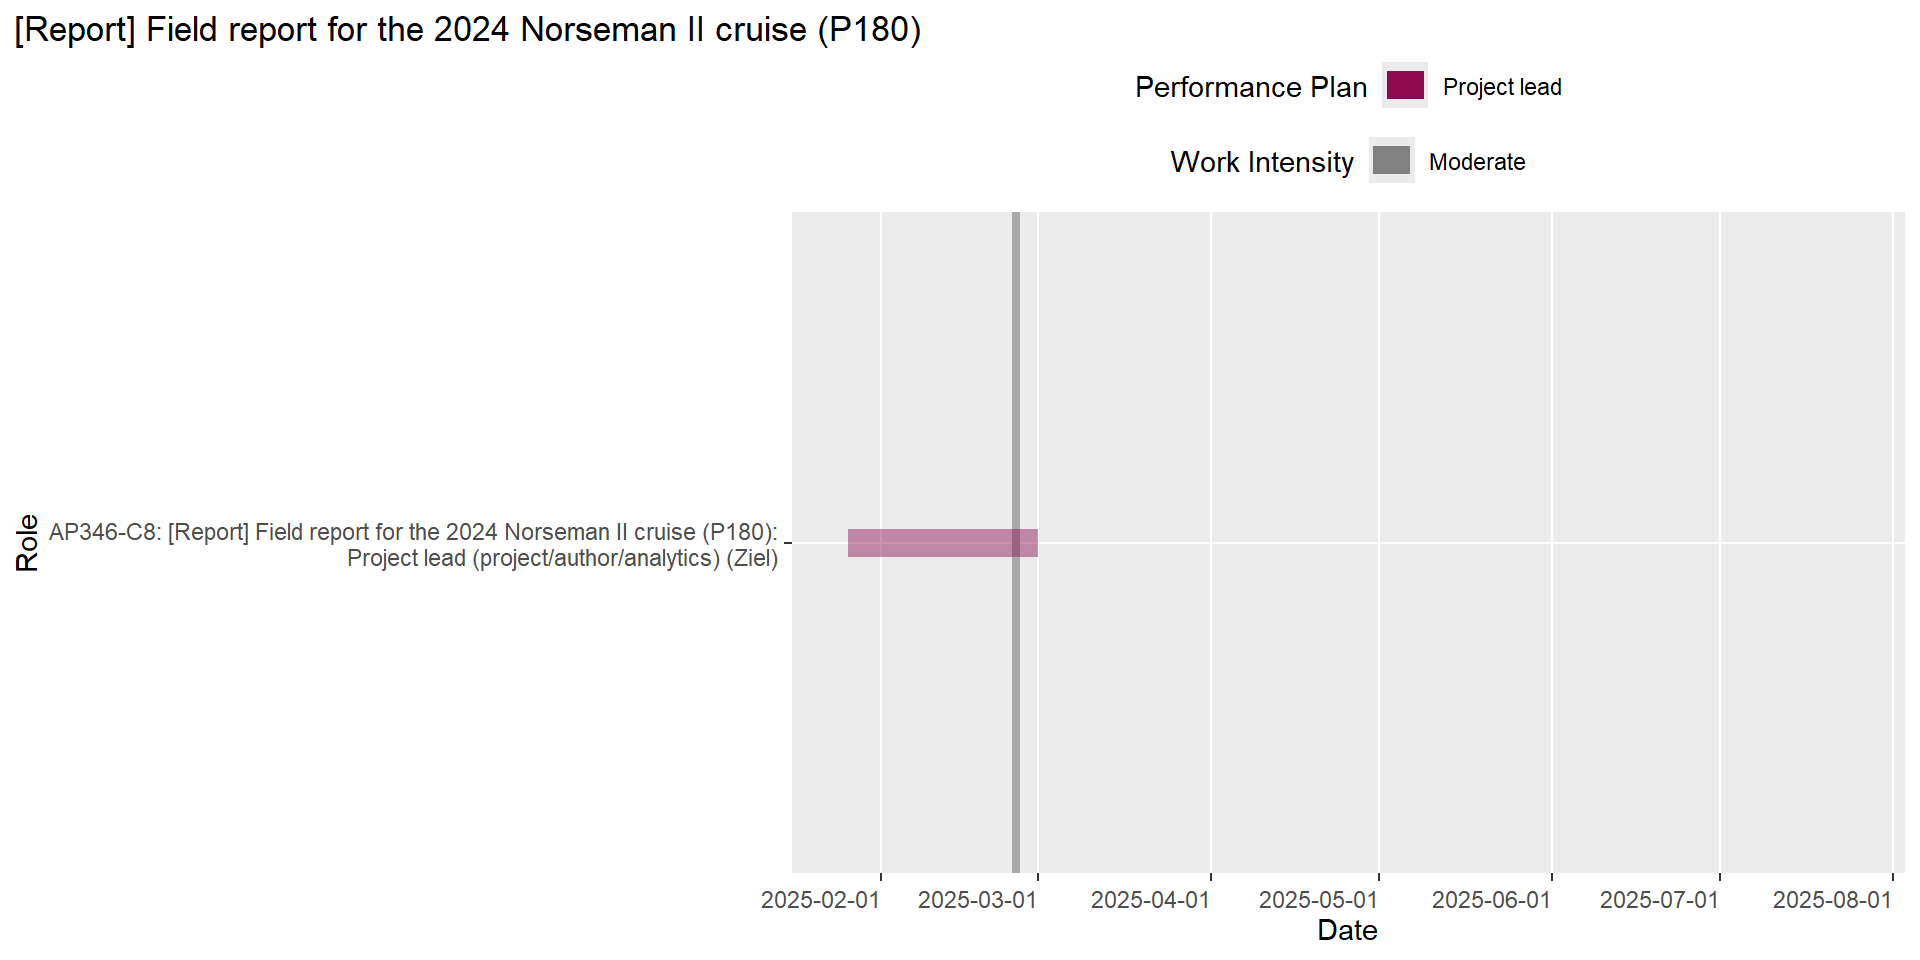 [Report] Field report for the 2024 Norseman II cruise (P180)
Performance Plan Project lead
Work Intensity Moderate
Role
AP346-C8: [Report] Field report for the 2024 Norseman II cruise (P180):
Project lead (project/author/analytics) (Ziel)
2025-02-01 2025-03-01 2025-04-01 2025-05-01 2025-06-01 2025-07-01 2025-08-01
Date